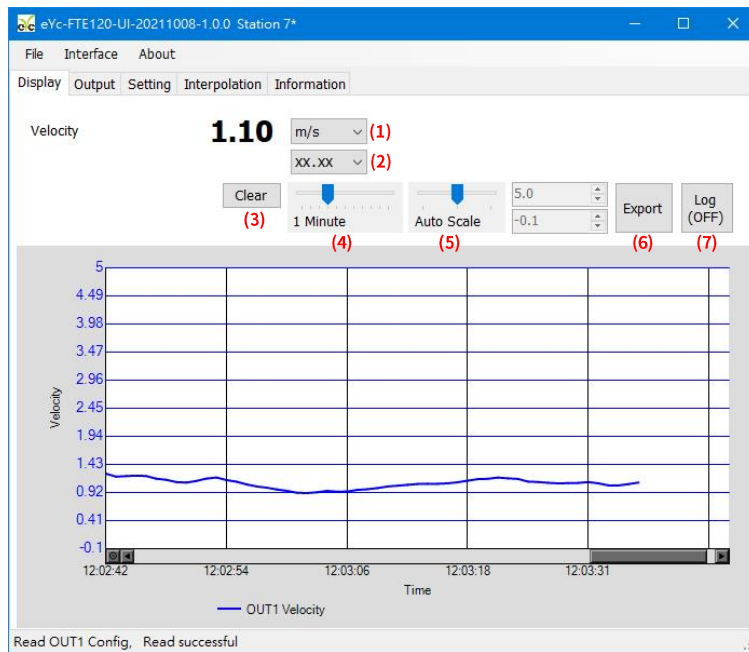 eYc eYc-FTE120-UI-20211008-1.0.0 Station 7*
File Interface About
Display Output Setting Interpolation Information
Velocity 1.10 m/s (1)
xx.xx (2)
Clear 1 Minute Auto Scale 5.0 -0.1 Export Log (OFF)
(3) (4) (5) (6) (7)
5
4.49
3.98
3.47
2.96
2.45
1.94
1.43
0.92
0.41
-0.1
Velocity
12:02:42 12:02:54 12:03:06 12:03:18 12:03:31
Time
OUT1 Velocity
Read OUT1 Config, Read successful